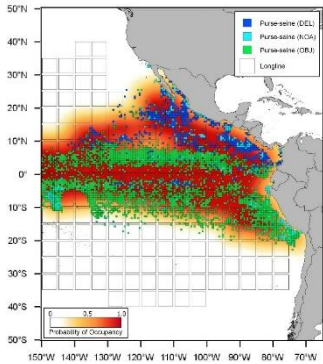 50°N
40°N
30°N
20°N
10°N
0°
10°S
20°S
30°S
40°S
50°S
Purse-seine (DEL)
Purse-seine (NOA)
Purse-seine (OBJ)
Longline
0 0.5 1.0
Probability of Occupancy
150°W 140°W 130°W 120°W 110°W 100°W 90°W 80°W 70°W